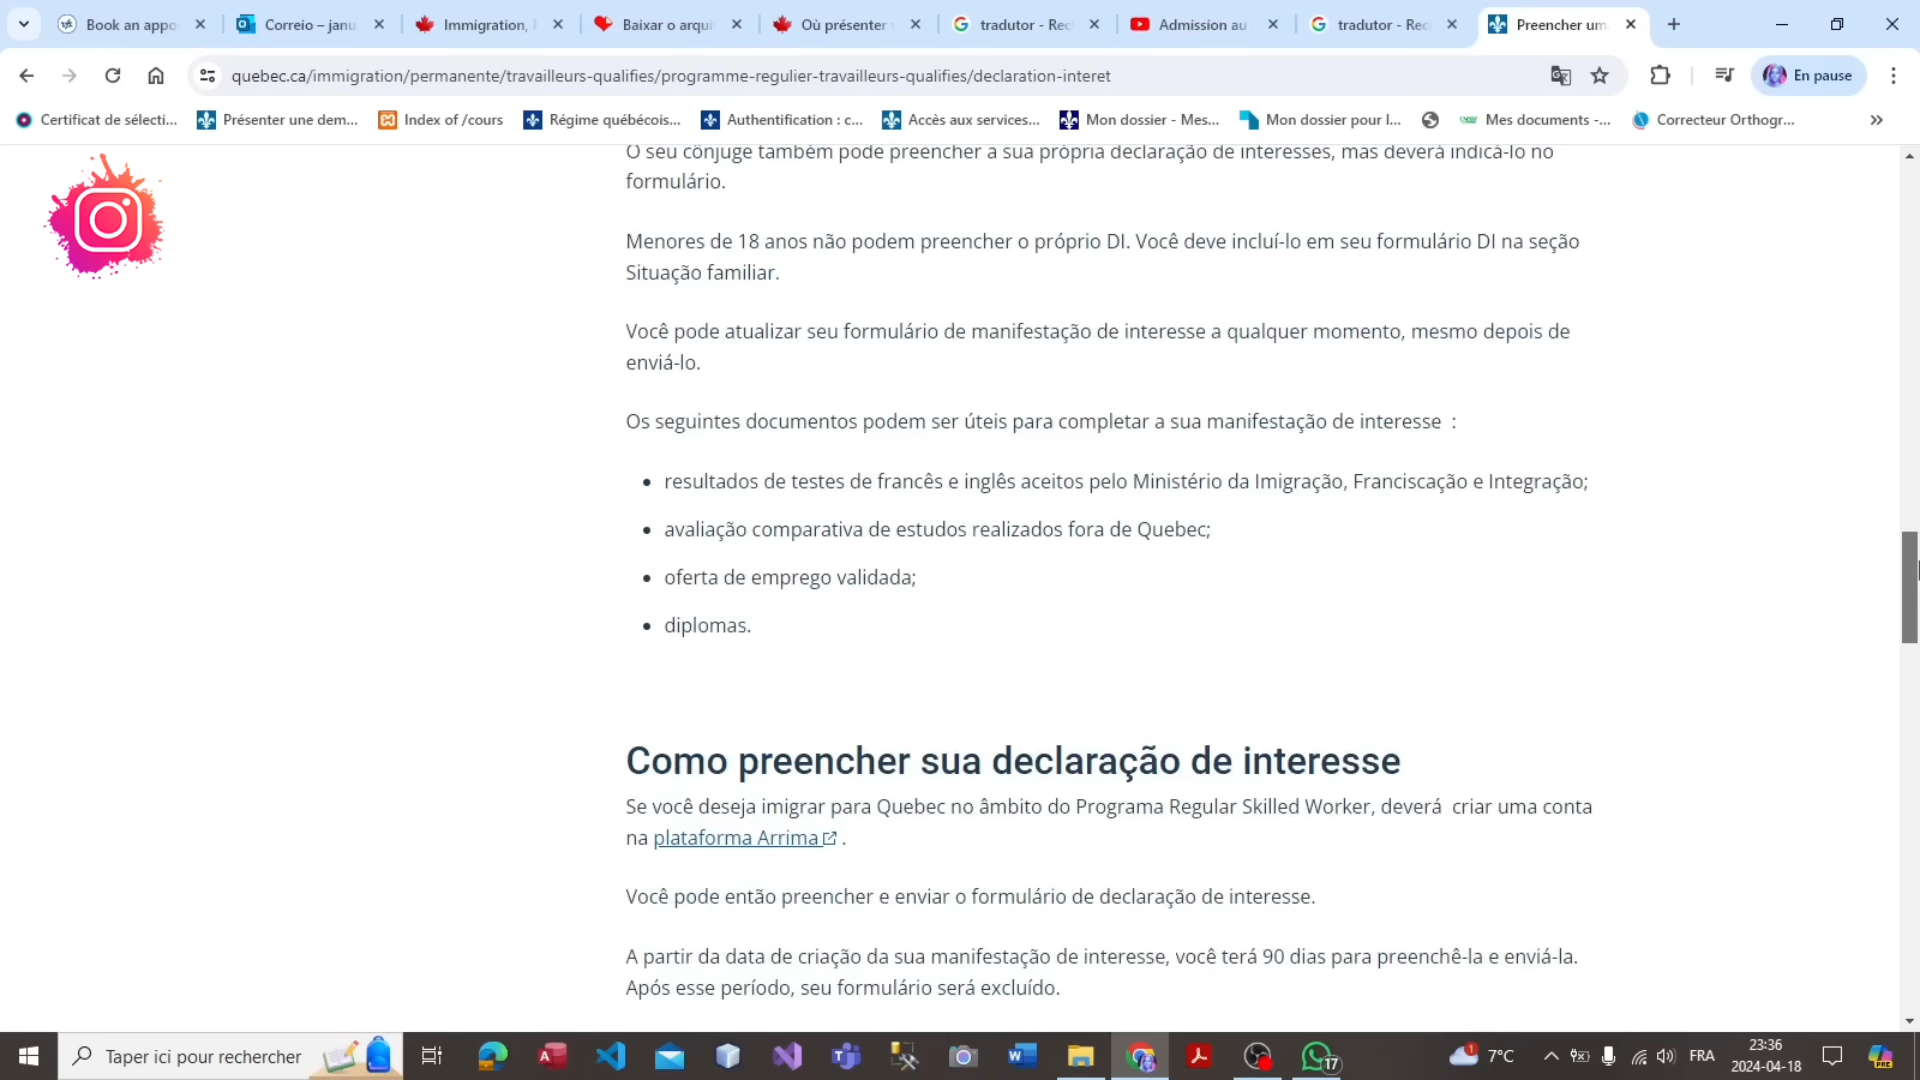 Book an appo
Correio – janu
Immigration,
Baixar o arqui
Où présenter
tradutor - Rec
Admission au
tradutor - Rec
Preencher um
quebec.ca/immigration/permanente/travailleurs-qualifies/programme-regulier-travailleurs-qualifies/declaration-interet
En pause
Certificat de sélecti...
Présenter une dem...
Index of /cours
Régime québécois...
Authentification : c...
Accès aux services...
Mon dossier - Mes...
Mon dossier pour l...
Mes documents -...
Correcteur Orthogr...
O seu cônjuge também pode preencher a sua própria declaração de interesses, mas deverá indicá-lo no
formulário.
Menores de 18 anos não podem preencher o próprio DI. Você deve incluí-lo em seu formulário DI na seção
Situação familiar.
Você pode atualizar seu formulário de manifestação de interesse a qualquer momento, mesmo depois de
enviá-lo.
Os seguintes documentos podem ser úteis para completar a sua manifestação de interesse :
• resultados de testes de francês e inglês aceitos pelo Ministério da Imigração, Franciscação e Integração;
• avaliação comparativa de estudos realizados fora de Quebec;
• oferta de emprego validada;
• diplomas.
Como preencher sua declaração de interesse
Se você deseja imigrar para Quebec no âmbito do Programa Regular Skilled Worker, deverá criar uma conta
na plataforma Arrima .
Você pode então preencher e enviar o formulário de declaração de interesse.
A partir da data de criação da sua manifestação de interesse, você terá 90 dias para preenchê-la e enviá-la.
Após esse período, seu formulário será excluído.
Taper ici pour rechercher
17
1
7°C
FRA
23:36
2024-04-18